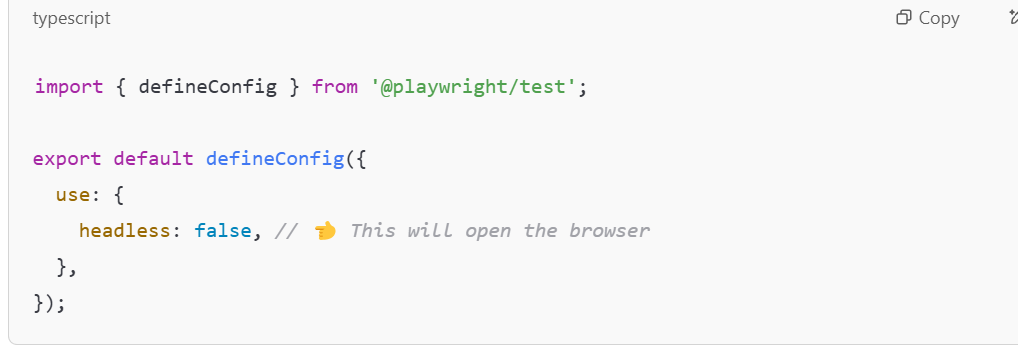 typescript
Copy
import { defineConfig } from '@playwright/test';
export default defineConfig({
use: {
headless: false, // 👈 This will open the browser
},
});